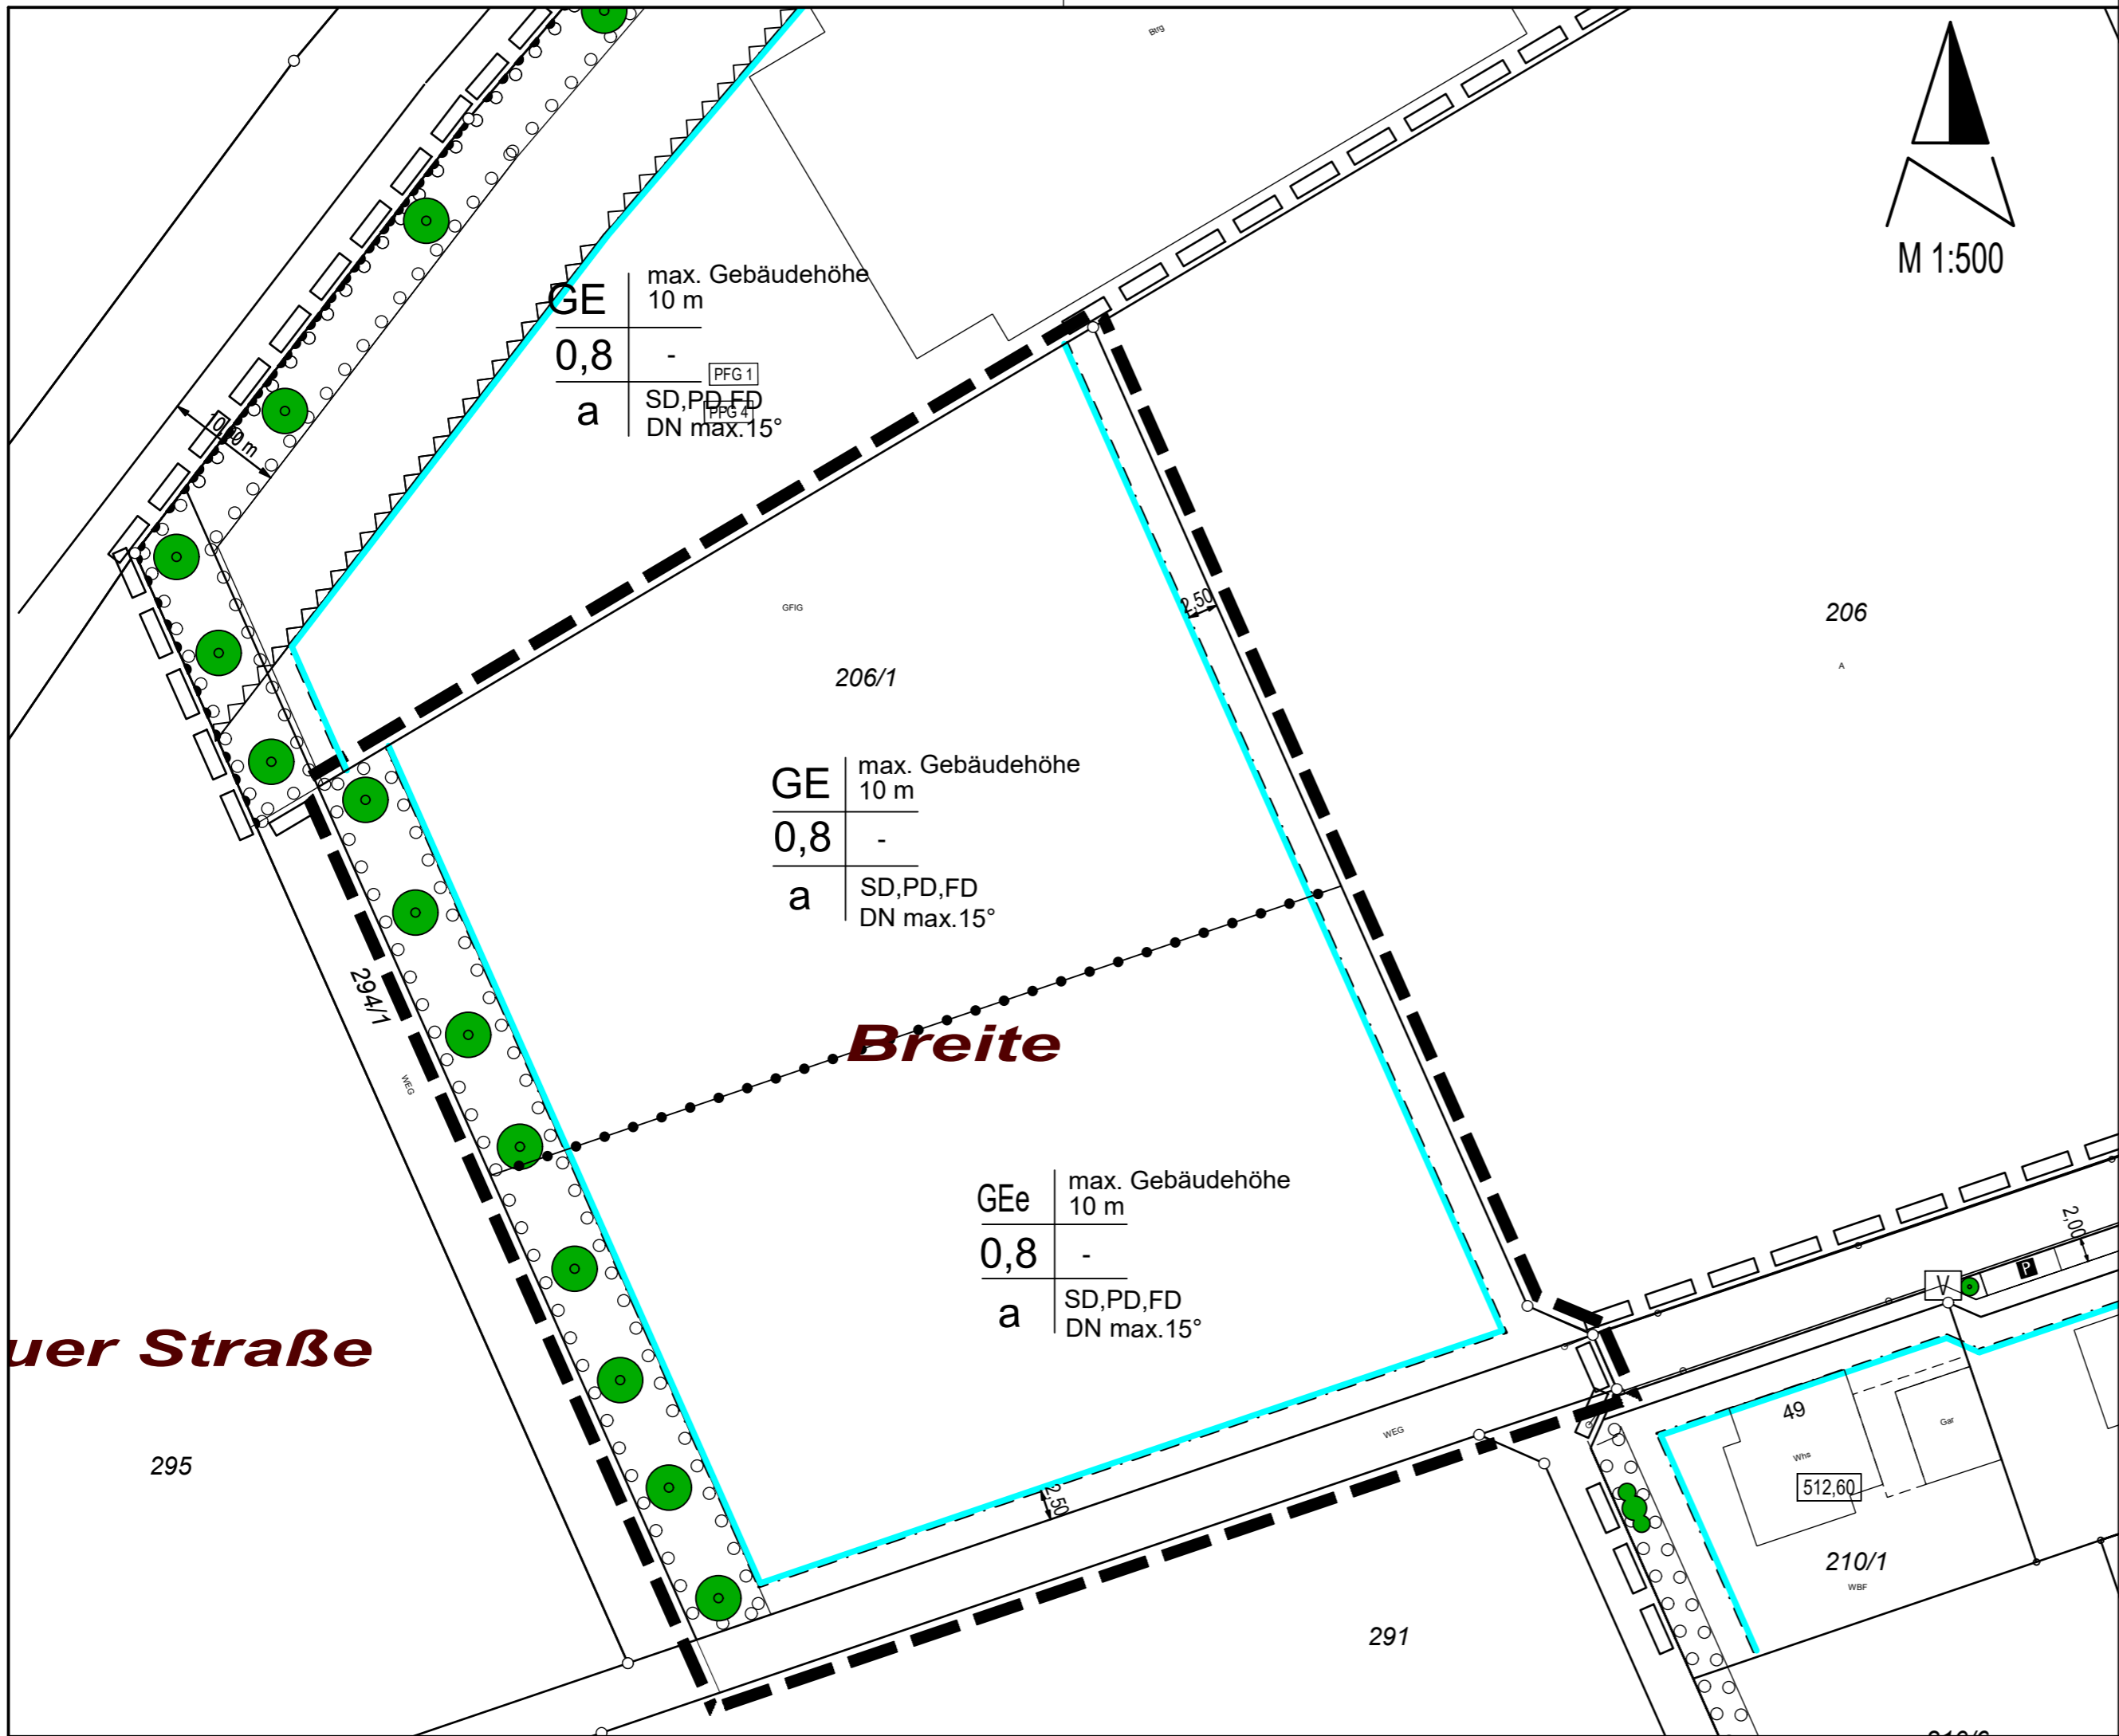 Btg
M 1:500
GE
max. Gebäudehöhe
10 m
0,8
-
PFG 1
a
SD,PD,FD
PFG 4
DN max.15°
2,50
GFIG
206
A
206/1
GE
max. Gebäudehöhe
10 m
0,8
-
a
SD,PD,FD
DN max.15°
294/1
WEG
Breite
GEe
max. Gebäudehöhe
10 m
0,8
-
a
SD,PD,FD
DN max.15°
2,00
P
V
uer Straße
295
49
Gar
WEG
Whs
512,60
2,50
210/1
WBF
291